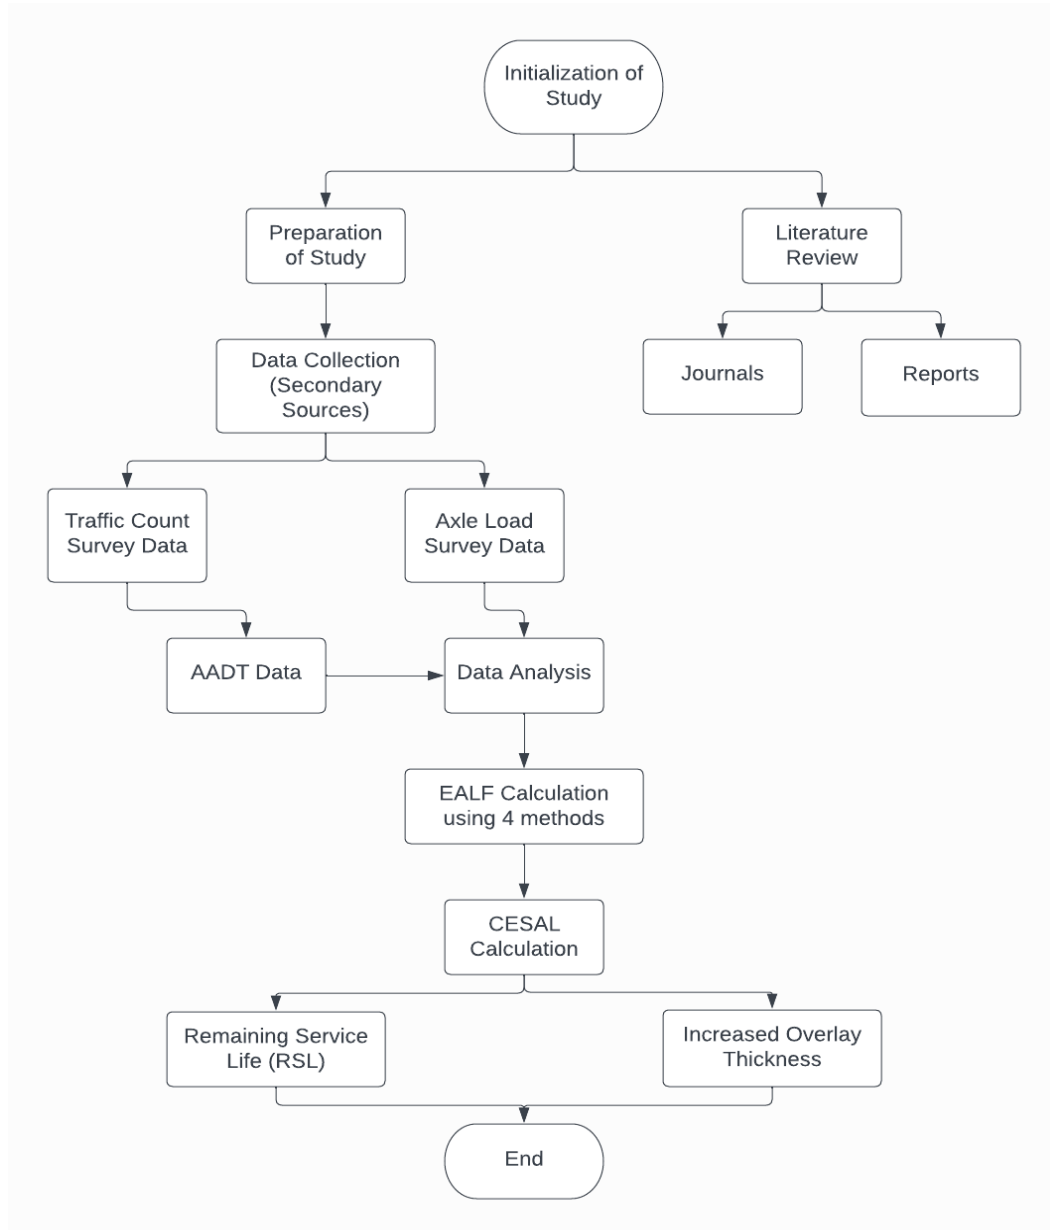 Initialization of
Study
Preparation
of Study
Literature
Review
Data Collection
(Secondary
Sources)
Journals
Reports
Traffic Count
Survey Data
Axle Load
Survey Data
AADT Data
Data Analysis
EALF Calculation
using 4 methods
CESAL
Calculation
Remaining Service
Life (RSL)
Increased Overlay
Thickness
End